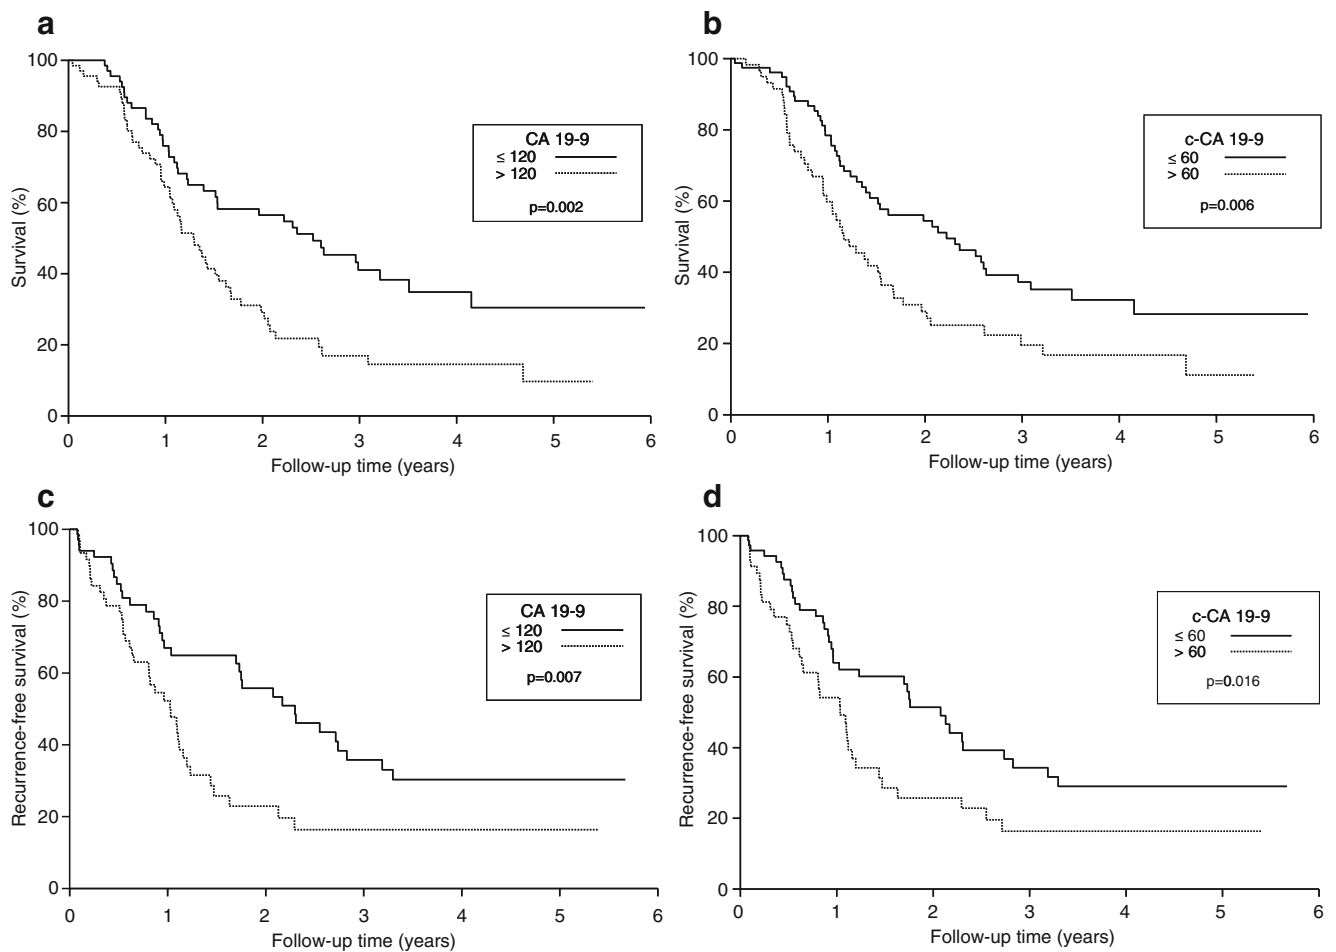 a
100
80
60
40
20
0
Survival (%)
CA 19-9
≤ 120
> 120
p=0.002
0 1 2 3 4 5 6
Follow-up time (years)
b
100
80
60
40
20
0
Survival (%)
c-CA 19-9
≤ 60
> 60
p=0.006
0 1 2 3 4 5 6
Follow-up time (years)
c
100
80
60
40
20
0
Recurrence-free survival (%)
CA 19-9
≤ 120
> 120
p=0.007
0 1 2 3 4 5 6
Follow-up time (years)
d
100
80
60
40
20
0
Recurrence-free survival (%)
c-CA 19-9
≤ 60
> 60
p=0.016
0 1 2 3 4 5 6
Follow-up time (years)